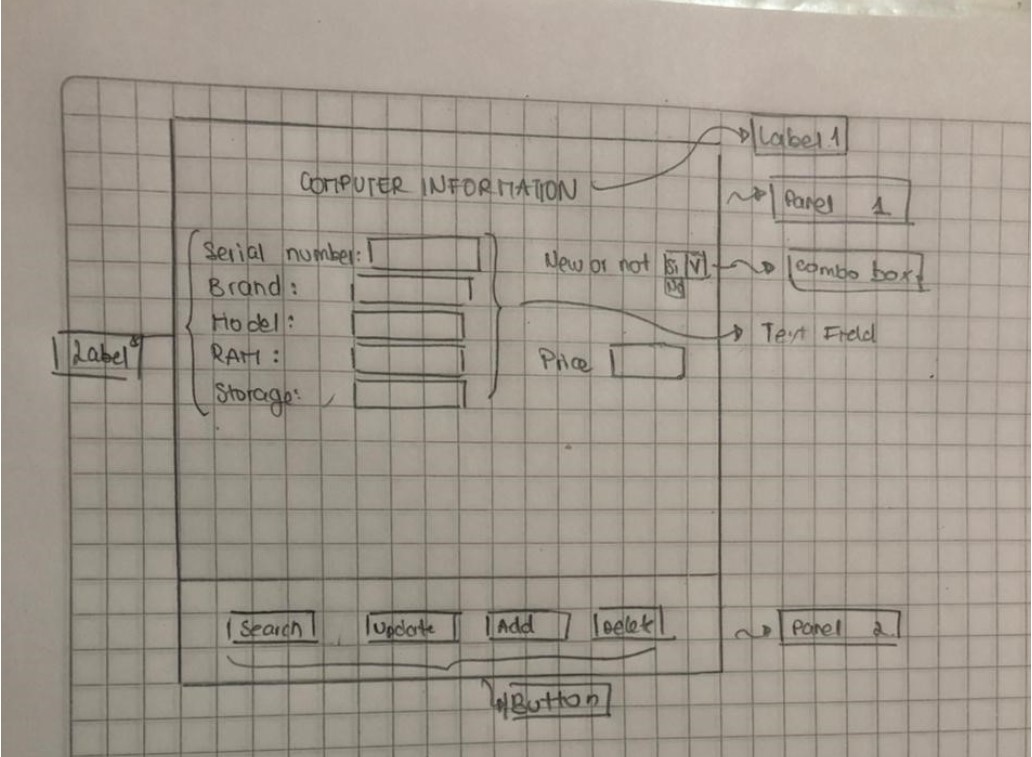 Label 1
COMPUTER INFORMATION
Panel 1
Serial number:
New or not Si V
No
combo box
Brand:
Model:
Text Field
Label
RAM:
Price
Storage:
Search Update Add Delete
Panel 2
Button